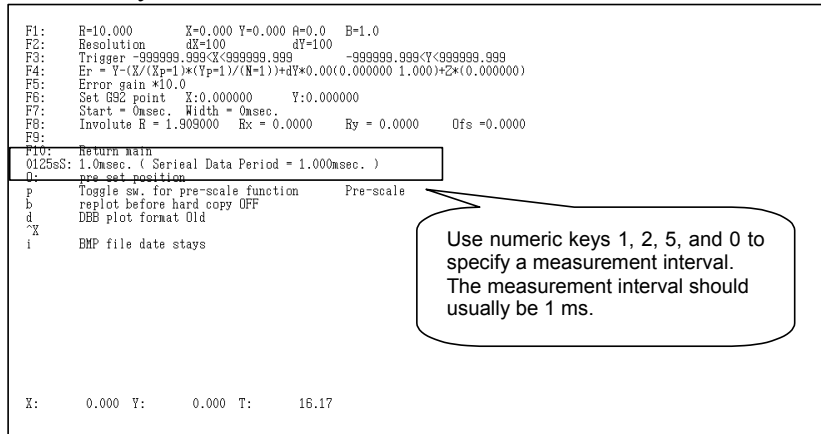 F1: R=10.000 X=0.000 Y=0.000 A=0.0 B=1.0
F2: Resolution dX=100 dY=100
F3: Trigger -999999.999<X<999999.999 -999999.999<Y<999999.999
F4: Er = Y-(X/(Xp=1)*(Yp=1)/(N=1))+dY*0.00(0.000000 1.000)+2*(0.000000)
F5: Error gain *10.0
F6: Set G92 point X:0.000000 Y:0.000000
F7: Start = 0msec. Width = 0msec.
F8: Involute R = 1.909000 Rx = 0.0000 Ry = 0.0000 Ofs =0.0000
F9:
F10: Return main
0125sS: 1.0msec. ( Serieal Data Period = 1.000msec. )
O: pre set position
p Toggle sw. for pre-scale function Pre-scale
b replot before hard copy OFF
d DBB plot format Old
^X
i BMP file date stays
Use numeric keys 1, 2, 5, and 0 to
specify a measurement interval.
The measurement interval should
usually be 1 ms.
X: 0.000 Y: 0.000 T: 16.17